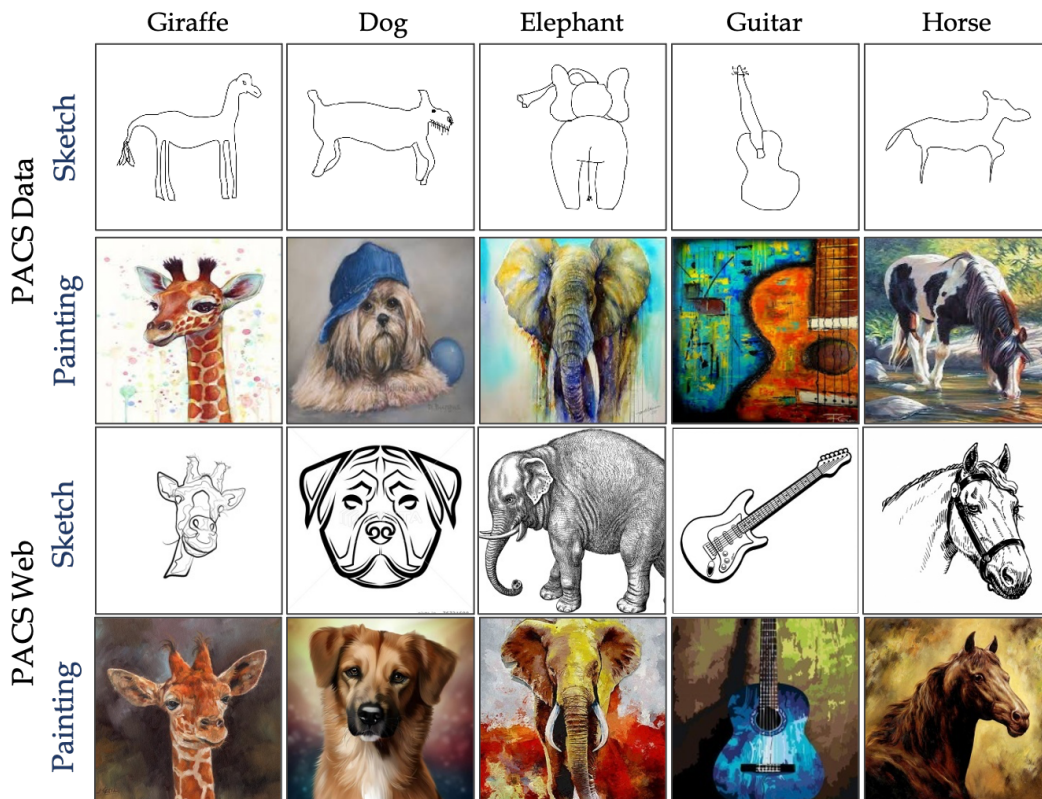 Giraffe Dog Elephant Guitar Horse
PACS Data
Sketch
Painting
PACS Web
Sketch
Painting